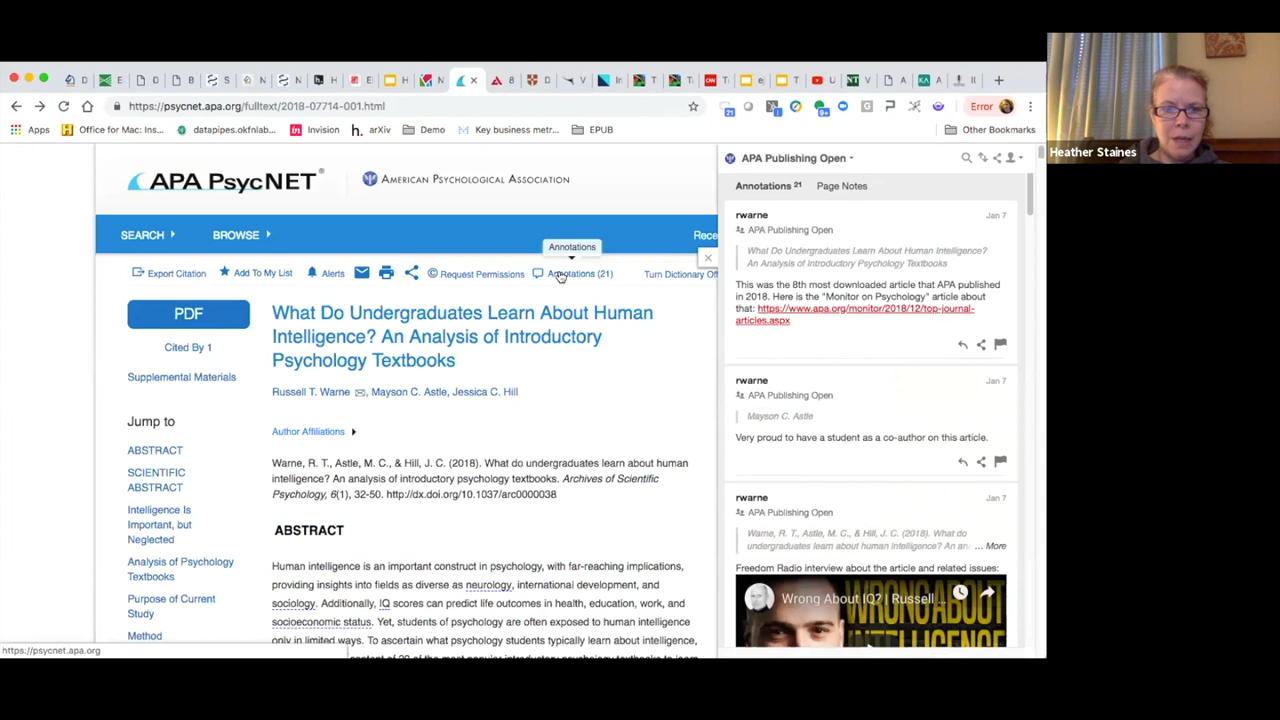 https://psycnet.apa.org/fulltext/2018-07714-001.html
Error
Apps
Office for Mac: Ins...
datapipes.okfnlab...
Invision
arXiv
Demo
Key business metr...
EPUB
Other Bookmarks
Heather Staines
APA PsycNET®
AMERICAN PSYCHOLOGICAL ASSOCIATION
SEARCH
BROWSE
Rece
Annotations
Export Citation
Add To My List
Alerts
Request Permissions
Annotations (21)
Turn Dictionary Of
PDF
Cited By 1
Supplemental Materials
Jump to
ABSTRACT
SCIENTIFIC
ABSTRACT
Intelligence Is
Important, but
Neglected
Analysis of Psychology
Textbooks
Purpose of Current
Study
Method
https://psycnet.apa.org
What Do Undergraduates Learn About Human
Intelligence? An Analysis of Introductory
Psychology Textbooks
Russell T. Warne , Mayson C. Astle, Jessica C. Hill
Author Affiliations
Warne, R. T., Astle, M. C., & Hill, J. C. (2018). What do undergraduates learn about human
intelligence? An analysis of introductory psychology textbooks. Archives of Scientific
Psychology, 6(1), 32-50. http://dx.doi.org/10.1037/arc0000038
ABSTRACT
Human intelligence is an important construct in psychology, with far-reaching implications,
providing insights into fields as diverse as neurology, international development, and
sociology. Additionally, IQ scores can predict life outcomes in health, education, work, and
socioeconomic status. Yet, students of psychology are often exposed to human intelligence
only in limited ways. To ascertain what psychology students typically learn about intelligence,
APA Publishing Open
Annotations 21
Page Notes
rwarne
Jan 7
APA Publishing Open
What Do Undergraduates Learn About Human Intelligence?
An Analysis of Introductory Psychology Textbooks
This was the 8th most downloaded article that APA published
in 2018. Here is the "Monitor on Psychology" article about
that: https://www.apa.org/monitor/2018/12/top-journal-
articles.aspx
rwarne
Jan 7
APA Publishing Open
Mayson C. Astle
Very proud to have a student as a co-author on this article.
rwarne
Jan 7
APA Publishing Open
Warne, R. T., Astle, M. C., & Hill, J. C. (2018). What do
undergraduates learn about human intelligence? An an
... More
Freedom Radio interview about the article and related issues:
Wrong About IQ? | Russell ...
WRONG ABOUT
INTELLIGENCE